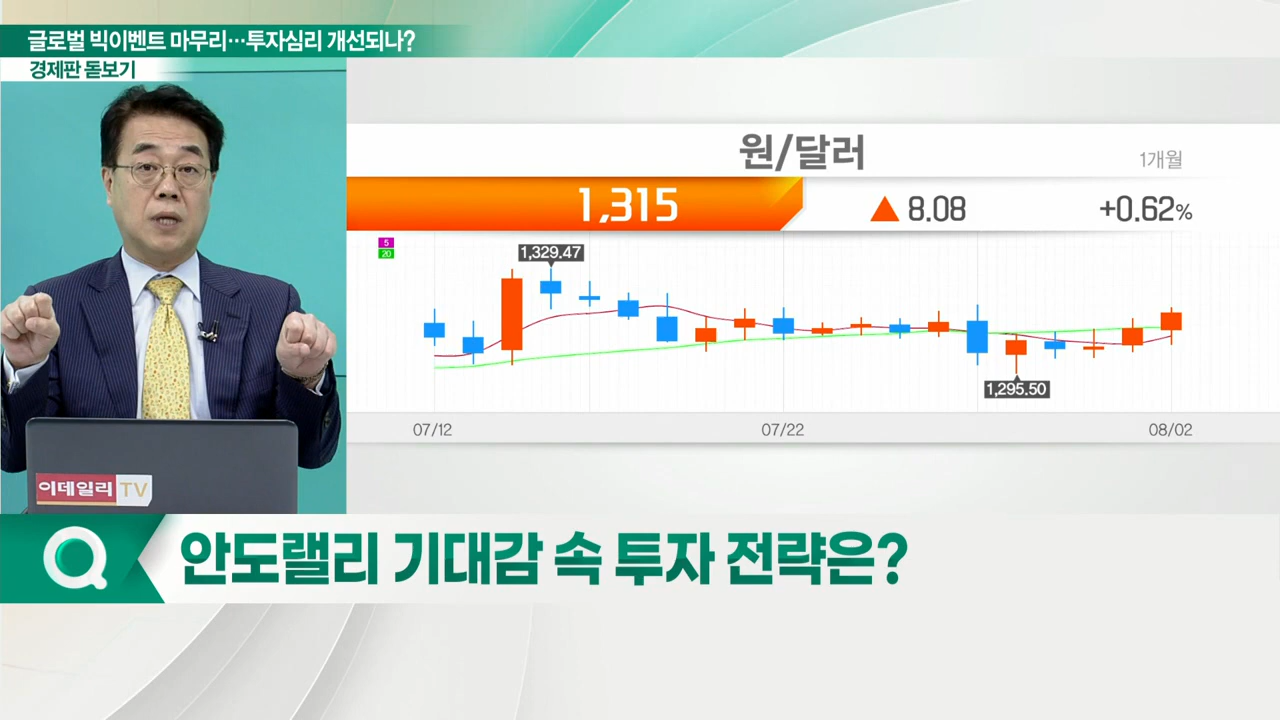 글로벌 빅이벤트 마무리…투자심리 개선되나?
경제판 돋보기
원/달러
1개월
1,315 ▲ 8.08 +0.62%
5
20
1,329.47
1,295.50
07/12 07/22 08/02
이데일리 TV
안도랠리 기대감 속 투자 전략은?